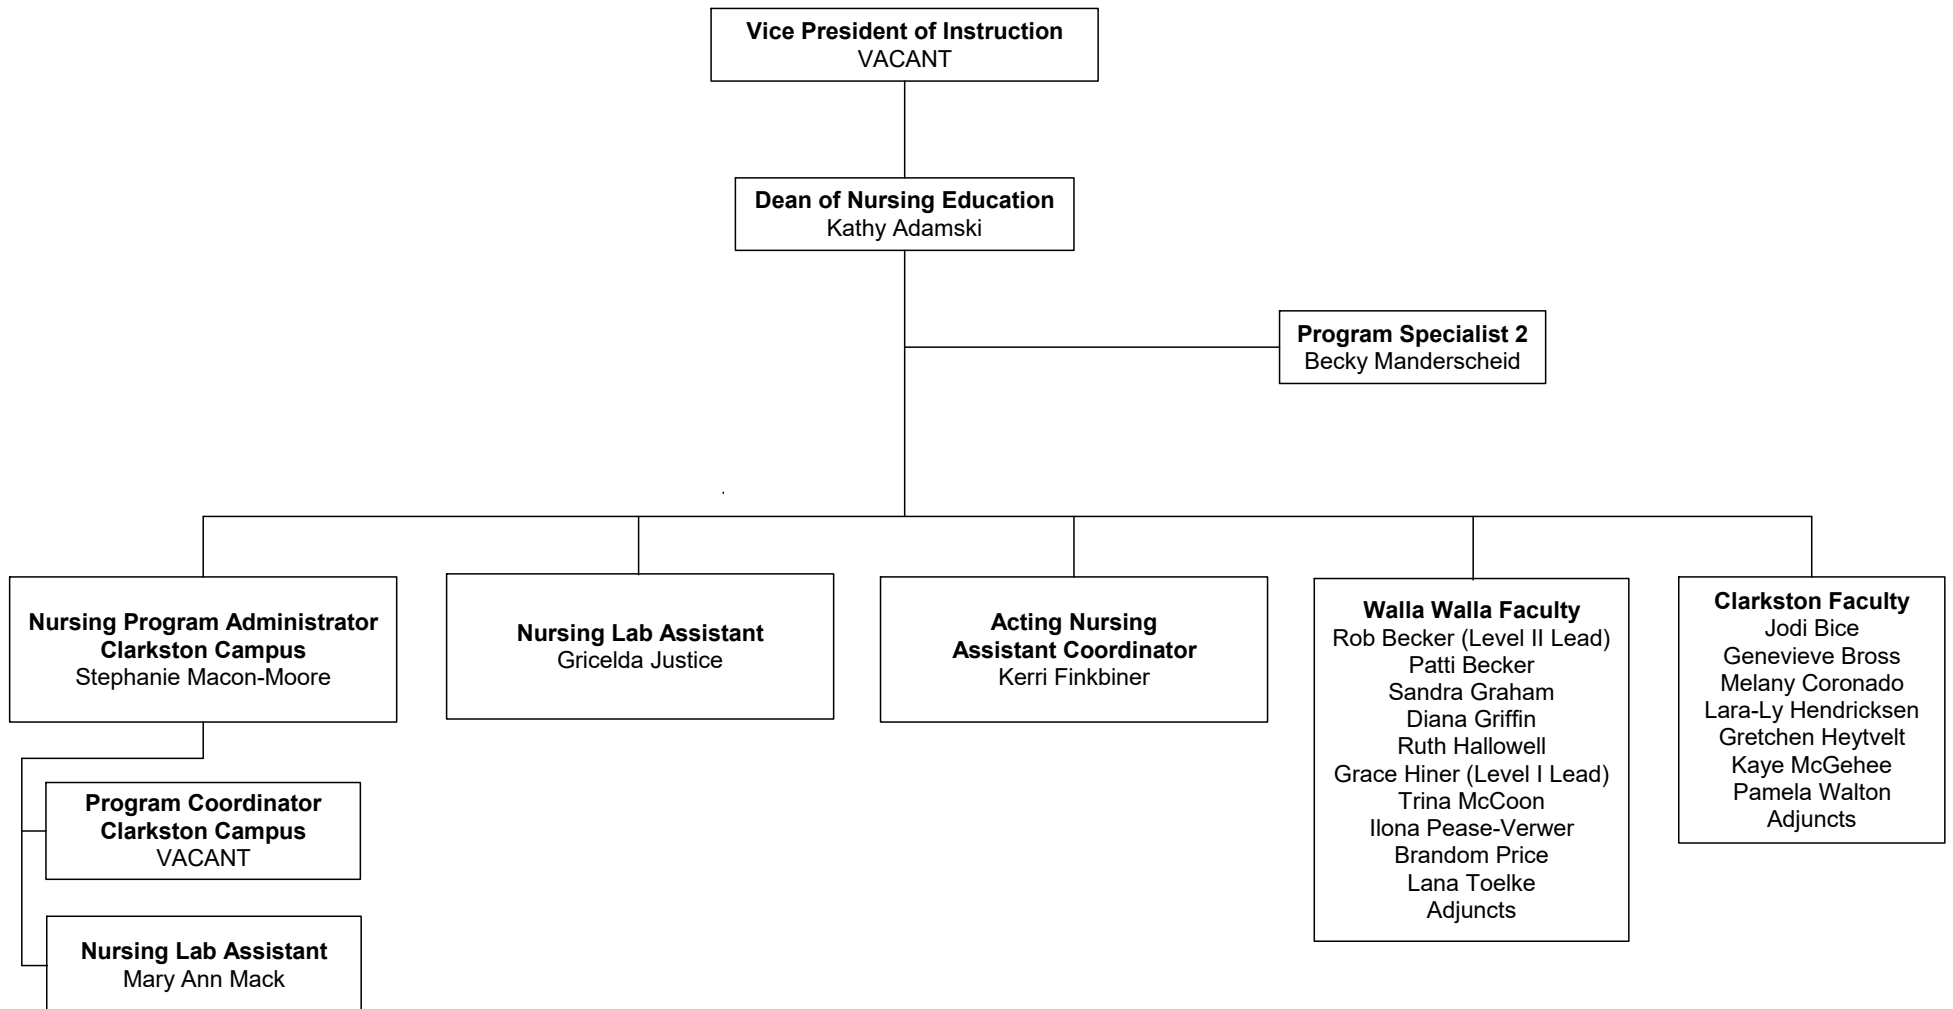 Vice President of Instruction
VACANT
Dean of Nursing Education
Kathy Adamski
Program Specialist 2
Becky Manderscheid
Nursing Program Administrator
Clarkston Campus
Stephanie Macon-Moore
Nursing Lab Assistant
Gricelda Justice
Acting Nursing
Assistant Coordinator
Kerri Finkbiner
Walla Walla Faculty
Rob Becker (Level II Lead)
Patti Becker
Sandra Graham
Diana Griffin
Ruth Hallowell
Grace Hiner (Level I Lead)
Trina McCoon
Ilona Pease-Verwer
Brandom Price
Lana Toelke
Adjuncts
Clarkston Faculty
Jodi Bice
Genevieve Bross
Melany Coronado
Lara-Ly Hendricksen
Gretchen Heytvelt
Kaye McGehee
Pamela Walton
Adjuncts
Program Coordinator
Clarkston Campus
VACANT
Nursing Lab Assistant
Mary Ann Mack